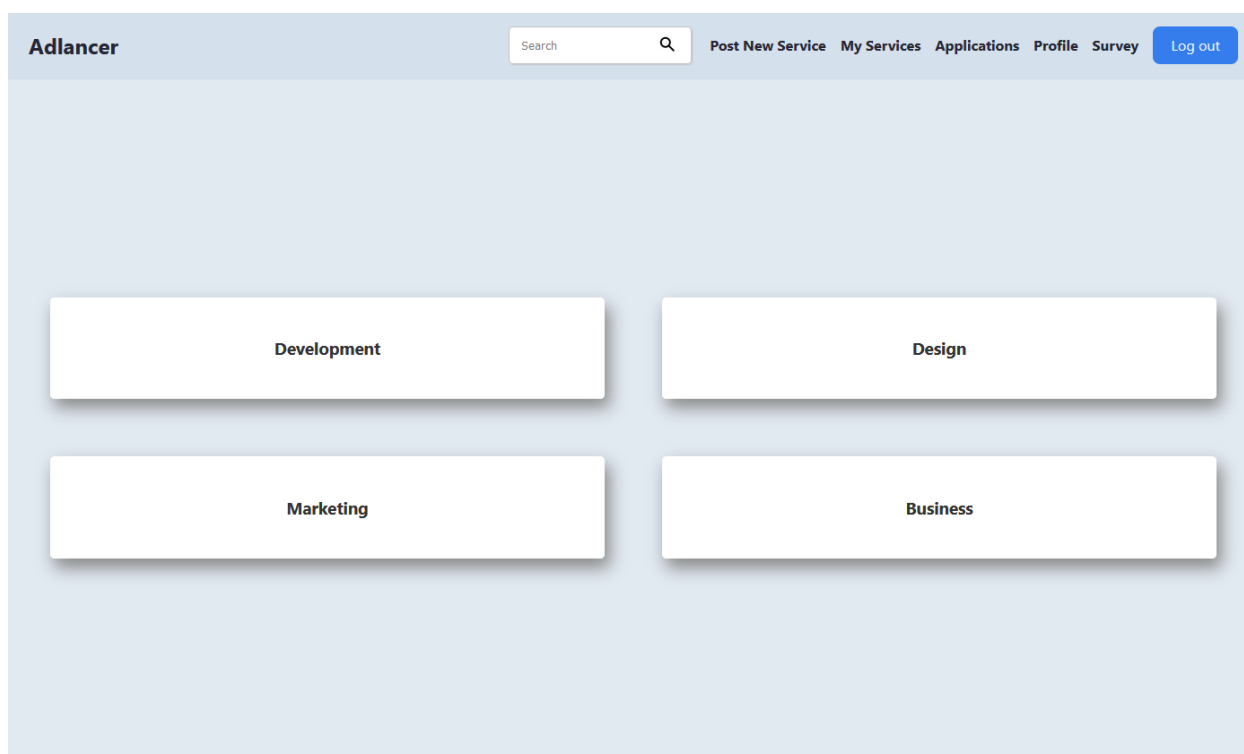 Adlancer Search Post New Service My Services Applications Profile Survey Log out
Development Design
Marketing Business